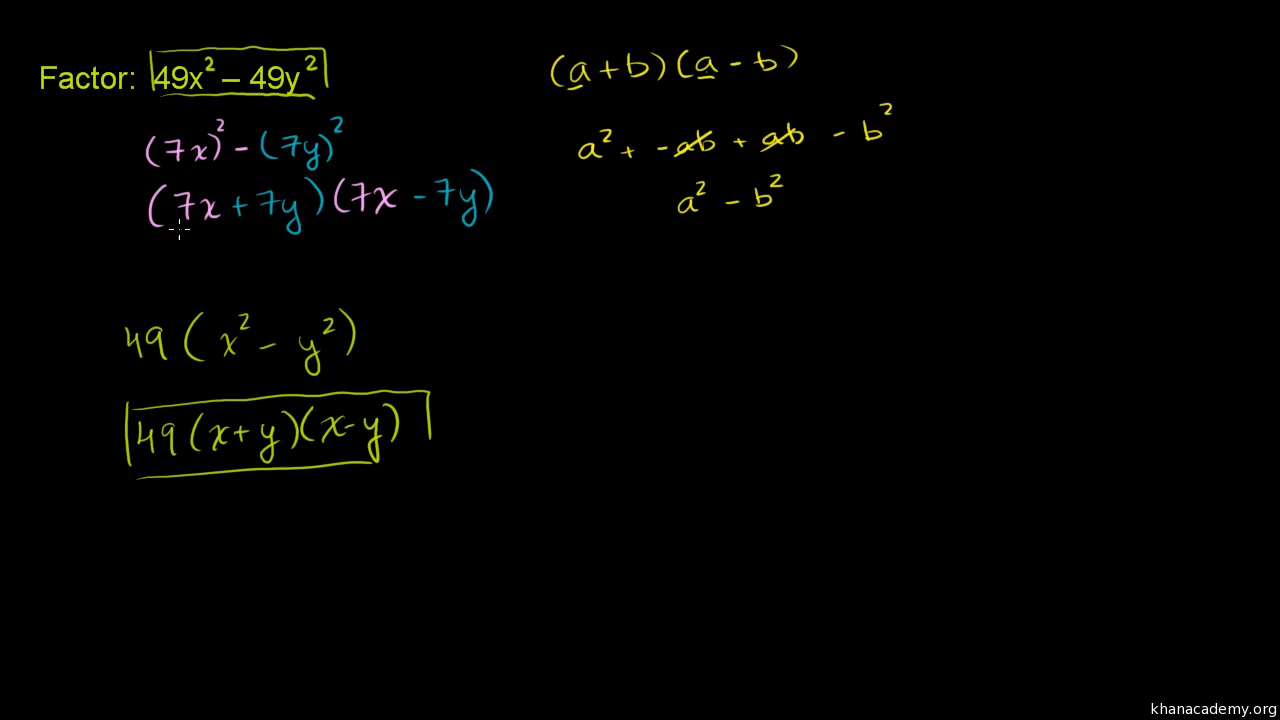 Factor: 49x² – 49y²
(7x)² - (7y)²
(7x + 7y)(7x - 7y)
49(x² - y²)
49(x+y)(x-y)
(a+b)(a-b)
a² + -ab + ab - b²
a² - b²
khanacademy.org